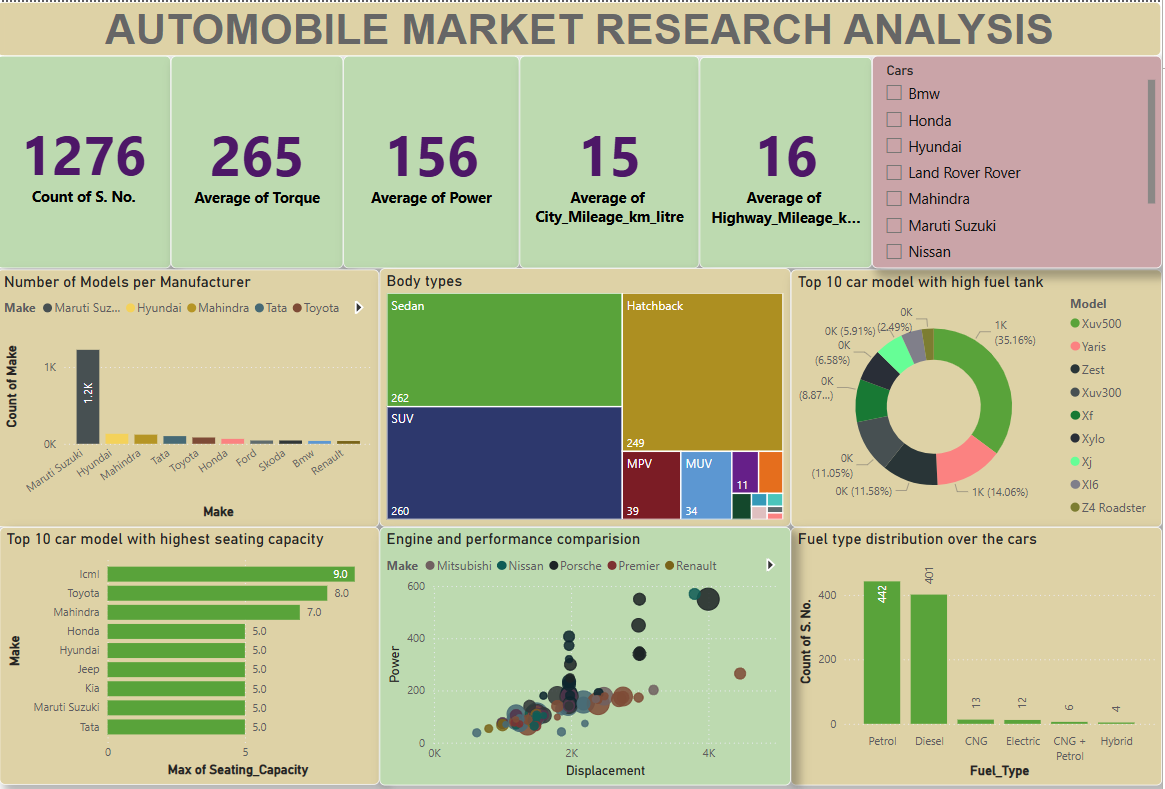 AUTOMOBILE MARKET RESEARCH ANALYSIS
1276
Count of S. No.
265
Average of Torque
156
Average of Power
15
Average of
City_Mileage_km_litre
16
Average of
Highway_Mileage_k...
Cars
Bmw
Honda
Hyundai
Land Rover Rover
Mahindra
Maruti Suzuki
Nissan
Number of Models per Manufacturer
Make Maruti Suz... Hyundai Mahindra Tata Toyota
Count of Make
1K
0K
1.2K
Maruti Suzuki
Hyundai
Mahindra
Tata
Toyota
Honda
Ford
Skoda
Bmw
Renault
Make
Body types
Sedan
262
SUV
260
Hatchback
249
MPV
39
MUV
34
11
Top 10 car model with high fuel tank
1K
(35.16%)
1K (14.06%)
0K (11.58%)
0K
(11.05%)
0K
(8.87...)
0K
(6.58%)
0K (5.91%)
0K
(2.49%)
Model
Xuv500
Yaris
Zest
Xuv300
Xf
Xylo
Xj
Xl6
Z4 Roadster
Top 10 car model with highest seating capacity
Make
Icml 9.0
Toyota 8.0
Mahindra 7.0
Honda 5.0
Hyundai 5.0
Jeep 5.0
Kia 5.0
Maruti Suzuki 5.0
Tata 5.0
0 5
Max of Seating_Capacity
Engine and performance comparision
Make Mitsubishi Nissan Porsche Premier Renault
Power
600
400
200
0
0K 2K 4K
Displacement
Fuel type distribution over the cars
Count of S. No.
400
200
0
442
401
13
12
6
4
Petrol
Diesel
CNG
Electric
CNG +
Petrol
Hybrid
Fuel_Type